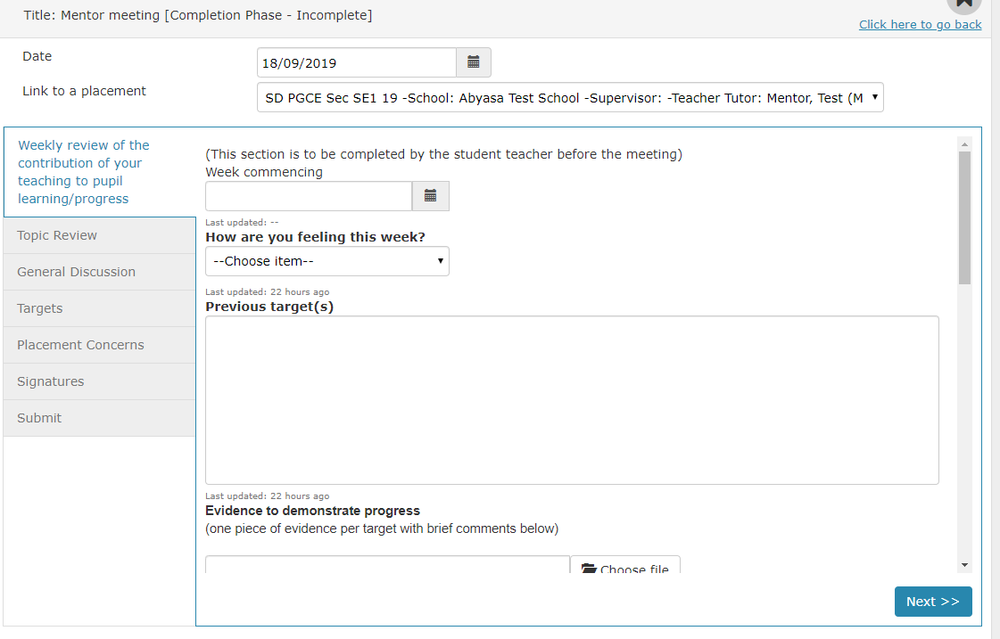 Title: Mentor meeting [Completion Phase - Incomplete]
Click here to go back
Date
18/09/2019
Link to a placement
SD PGCE Sec SE1 19 -School: Abyasa Test School -Supervisor: -Teacher Tutor: Mentor, Test (M
Weekly review of the
contribution of your
teaching to pupil
learning/progress
Topic Review
General Discussion
Targets
Placement Concerns
Signatures
Submit
(This section is to be completed by the student teacher before the meeting)
Week commencing
Last updated: --
How are you feeling this week?
--Choose item--
Last updated: 22 hours ago
Previous target(s)
Last updated: 22 hours ago
Evidence to demonstrate progress
(one piece of evidence per target with brief comments below)
Choose file
Next >>